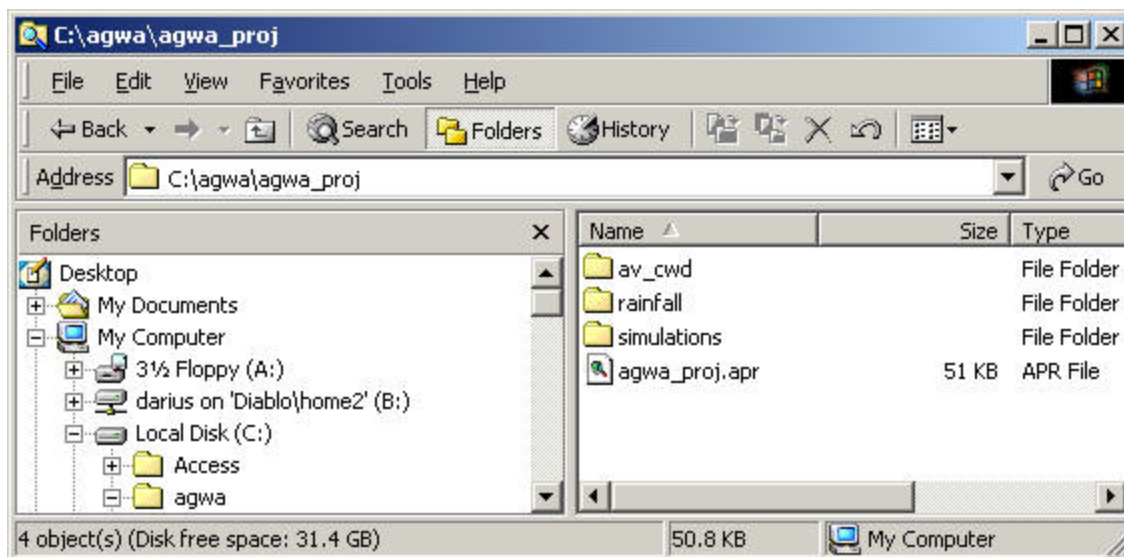 C:\agwa\agwa_proj
File Edit View Favorites Tools Help
Back Search Folders History
Address C:\agwa\agwa_proj Go
Folders
Desktop
My Documents
My Computer
3½ Floppy (A:)
darius on 'Diablo\home2' (B:)
Local Disk (C:)
Access
agwa
Name Size Type
av_cwd File Folder
rainfall File Folder
simulations File Folder
agwa_proj.apr 51 KB APR File
4 object(s) (Disk free space: 31.4 GB) 50.8 KB My Computer